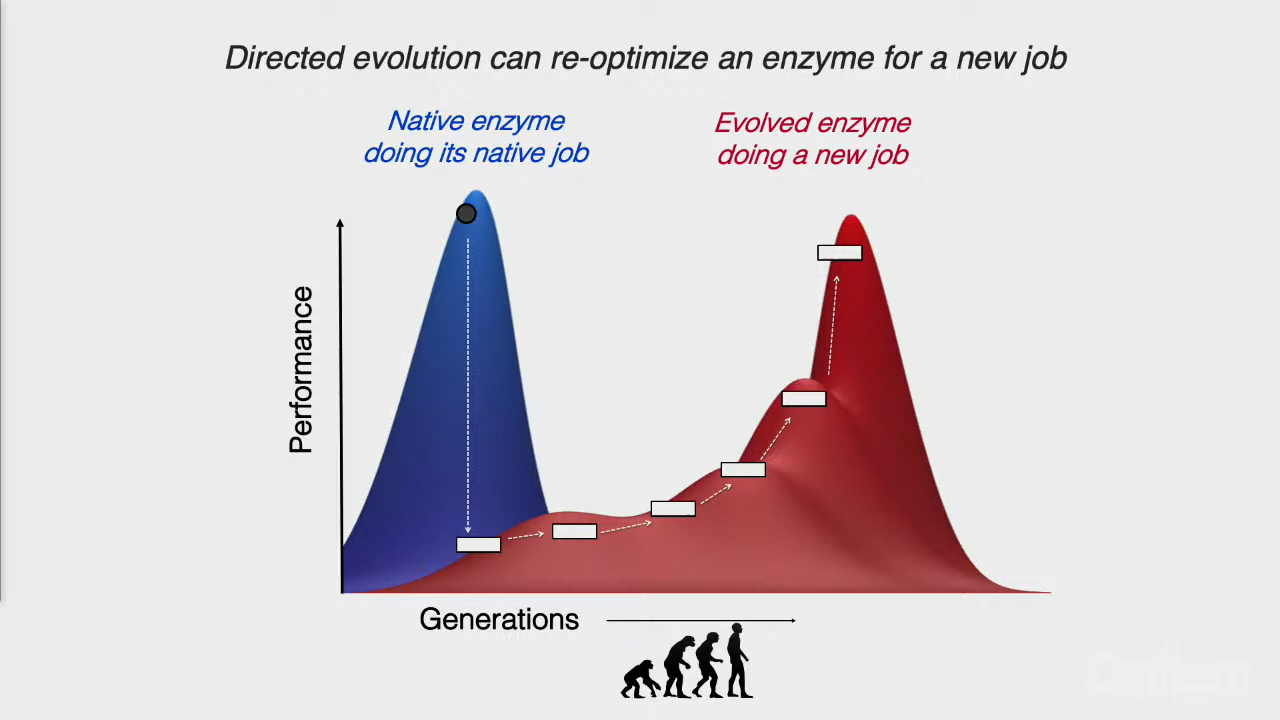 Directed evolution can re-optimize an enzyme for a new job
Native enzyme
doing its native job
Evolved enzyme
doing a new job
Performance
Generations